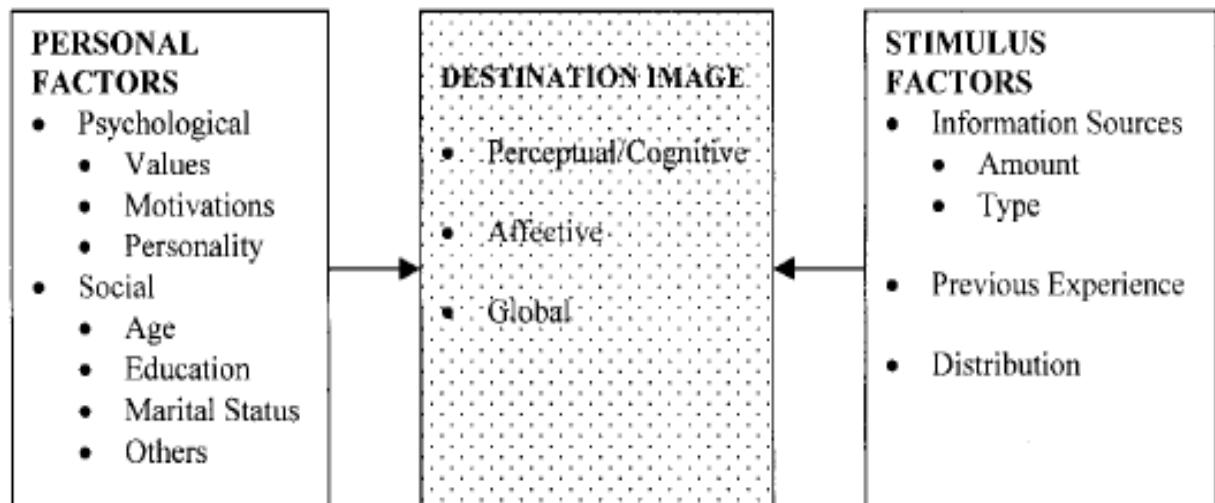 PERSONAL
FACTORS
• Psychological
• Values
• Motivations
• Personality
• Social
• Age
• Education
• Marital Status
• Others
DESTINATION IMAGE
• Perceptual/Cognitive
• Affective
• Global
STIMULUS
FACTORS
• Information Sources
• Amount
• Type
• Previous Experience
• Distribution